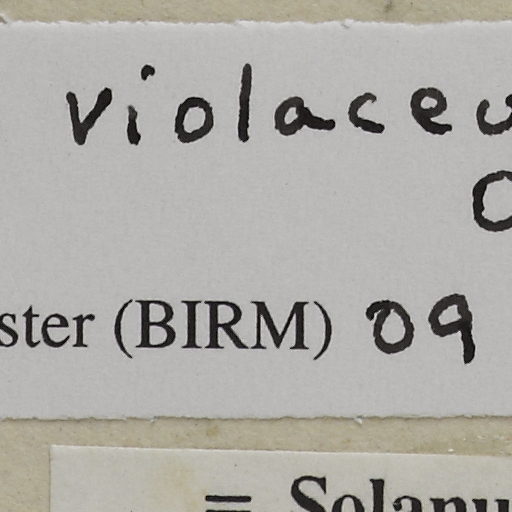 violaceu
ster (BIRM) 09
= Solanu